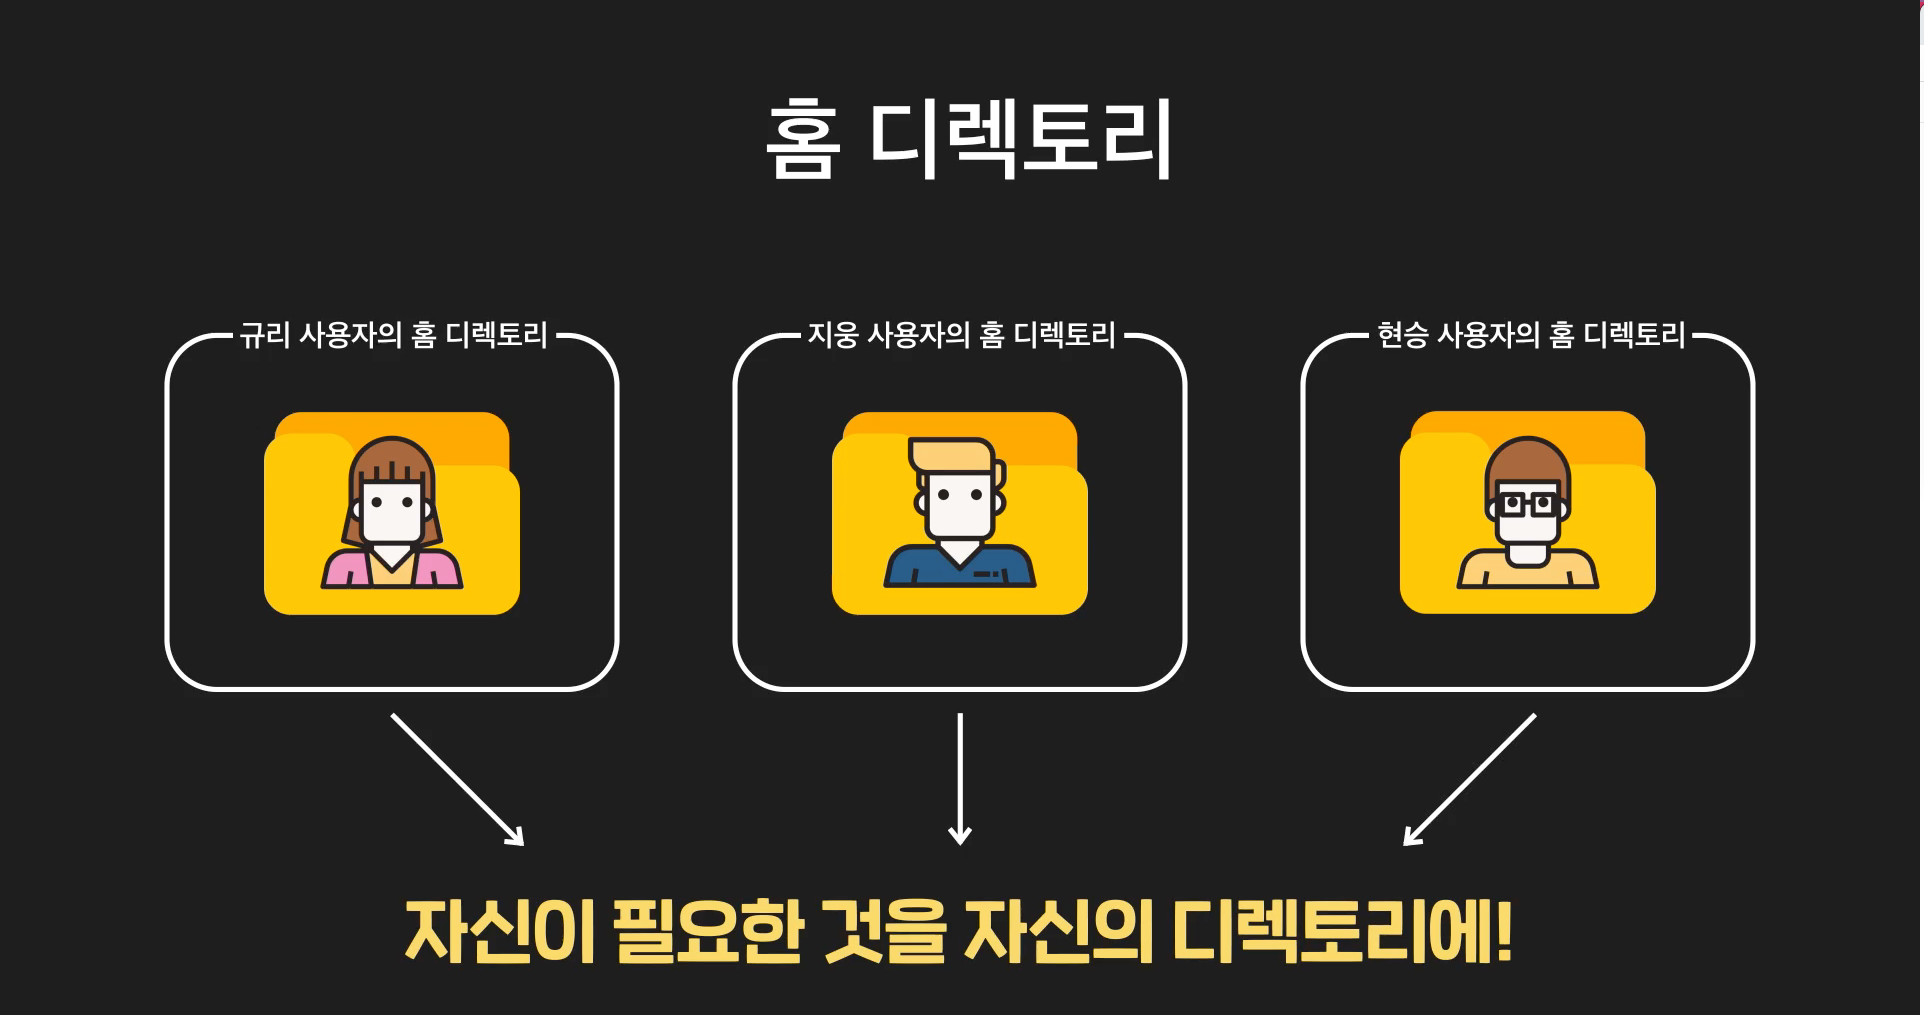 홈 디렉토리
규리 사용자의 홈 디렉토리
지웅 사용자의 홈 디렉토리
현승 사용자의 홈 디렉토리
자신이 필요한 것을 자신의 디렉토리에!